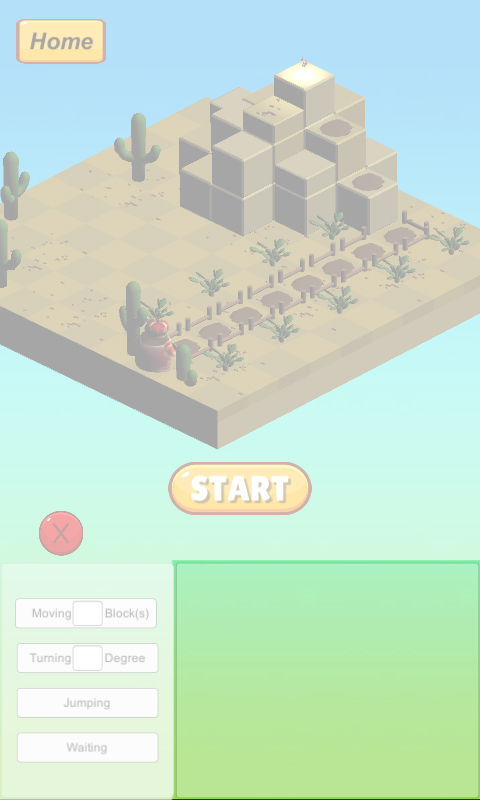 Home
START
X
Moving Block(s)
Turning Degree
Jumping
Waiting